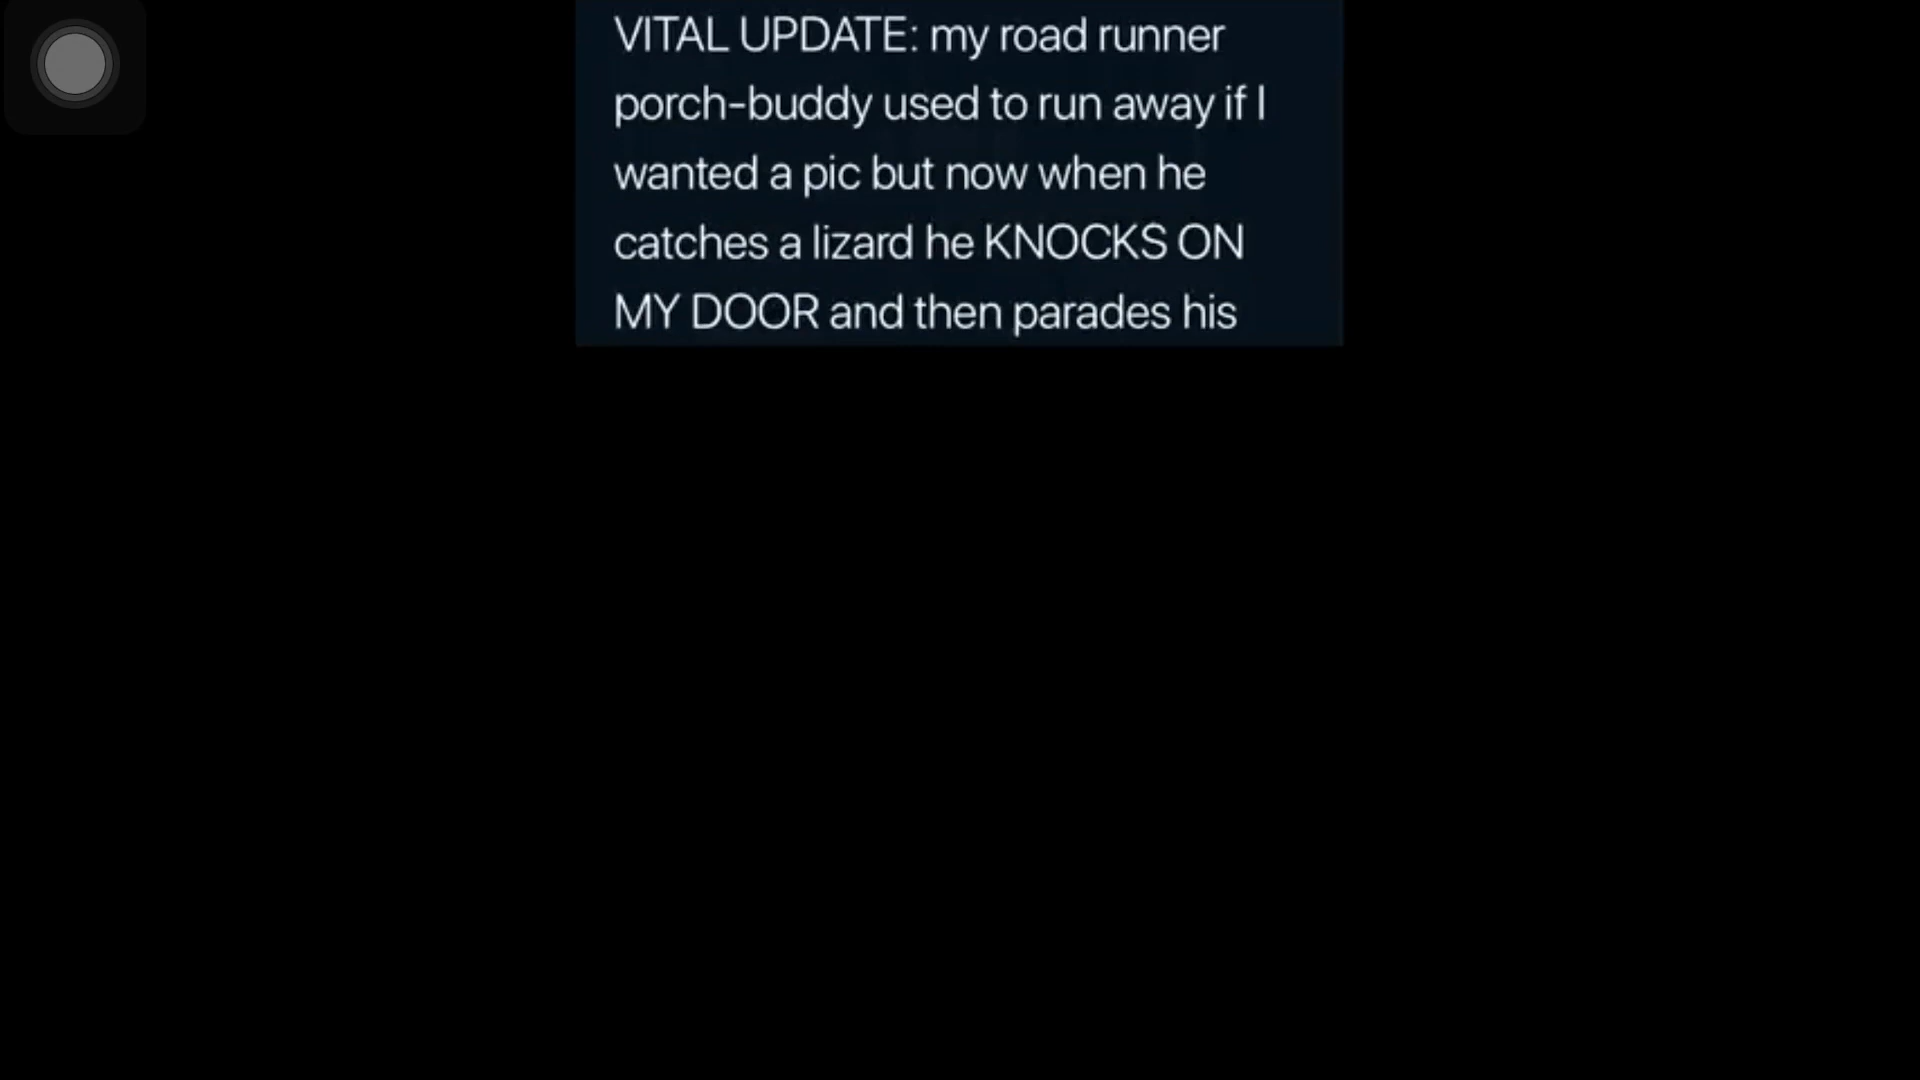 VITAL UPDATE: my road runner
porch-buddy used to run away if I
wanted a pic but now when he
catches a lizard he KNOCKS ON
MY DOOR and then parades his